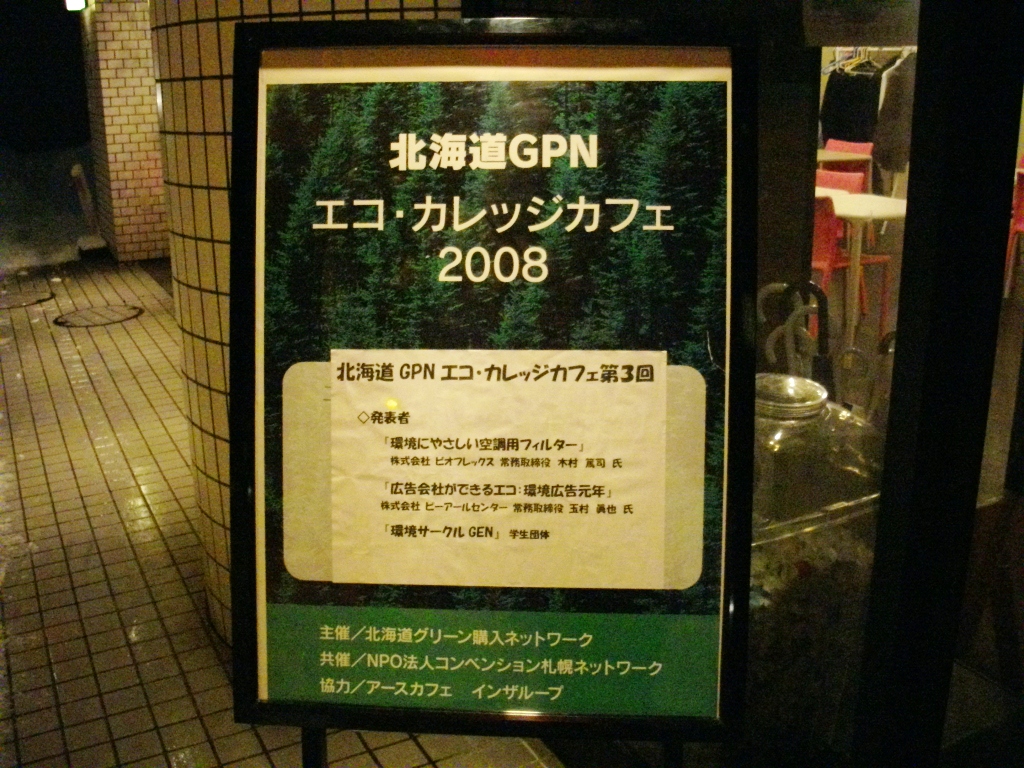 北海道GPN
エコ・カレッジカフェ
2008
北海道 GPN エコ・カレッジカフェ第3回
◇発表者
「環境にやさしい空調用フィルター」
株式会社 ビオフレックス 常務取締役 木村 篤司 氏
「広告会社ができるエコ:環境広告元年」
株式会社 ピーアールセンター 常務取締役 玉村 眞也 氏
「環境サークル GEN」 学生団体
主催／北海道グリーン購入ネットワーク
共催／NPO法人コンベンション札幌ネットワーク
協力／アースカフェ インザループ